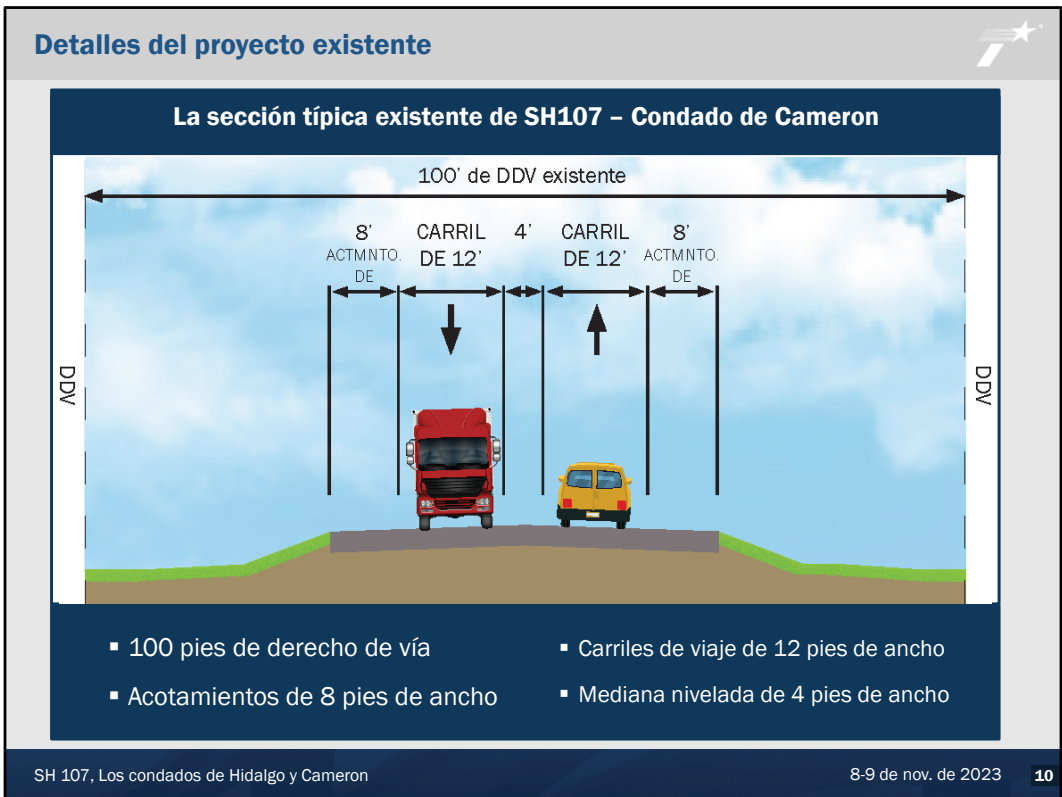 Detalles del proyecto existente
La sección típica existente de SH107 – Condado de Cameron
100' de DDV existente
8'
ACTMNTO.
DE
CARRIL
DE 12'
4'
CARRIL
DE 12'
8'
ACTMNTO.
DE
DDV
DDV
▪ 100 pies de derecho de vía
▪ Acotamientos de 8 pies de ancho
▪ Carriles de viaje de 12 pies de ancho
▪ Mediana nivelada de 4 pies de ancho
SH 107, Los condados de Hidalgo y Cameron
8-9 de nov. de 2023
10